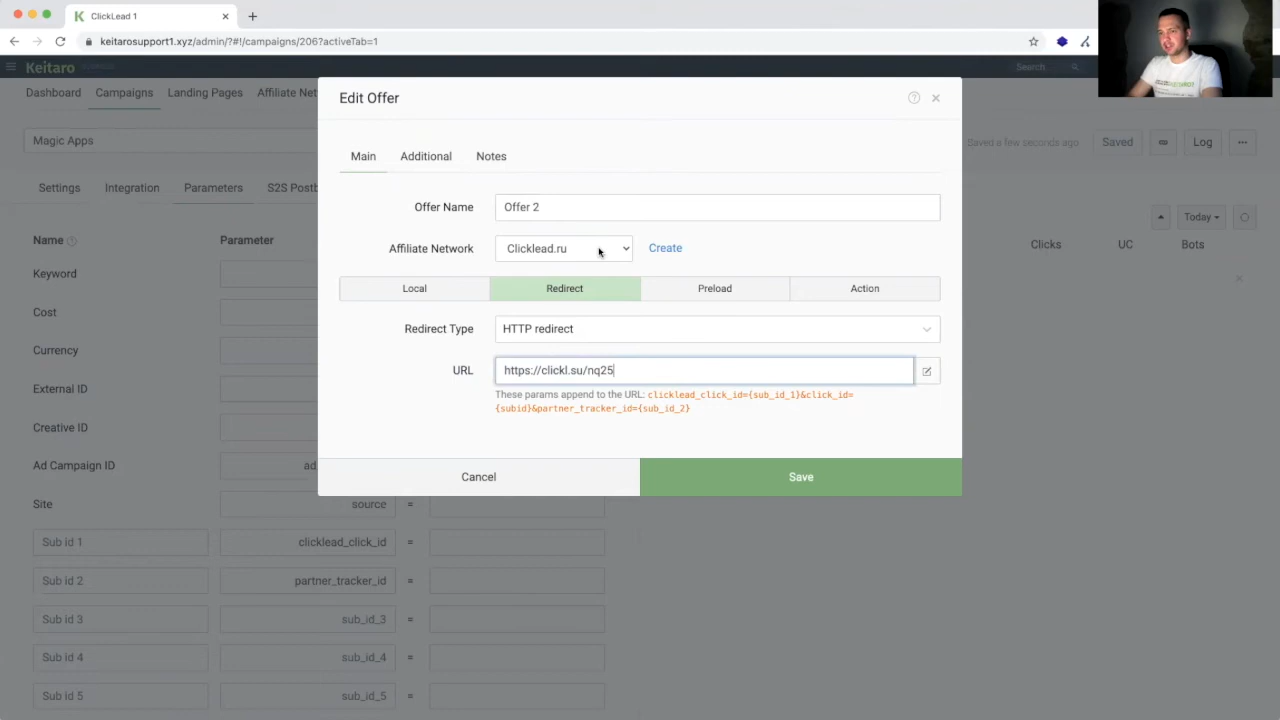 ClickLead 1
keitarosupport1.xyz/admin/?#!/campaigns/206?activeTab=1
Keitaro
Search
Dashboard
Campaigns
Landing Pages
Affiliate Net
Magic Apps
Saved a few seconds ago
Saved
Log
Settings
Integration
Parameters
S2S Postb
Today
Name
Parameter
Clicks
UC
Bots
Keyword
Cost
Currency
External ID
Creative ID
Ad Campaign ID
ad
Site
source
=
Sub id 1
clicklead_click_id
=
Sub id 2
partner_tracker_id
=
Sub id 3
sub_id_3
=
Sub id 4
sub_id_4
=
Sub id 5
sub_id_5
=
Edit Offer
Main
Additional
Notes
Offer Name
Offer 2
Affiliate Network
Clicklead.ru
Create
Local
Redirect
Preload
Action
Redirect Type
HTTP redirect
URL
https://clickl.su/nq25
These params append to the URL: clicklead_click_id={sub_id_1}&click_id=
{subid}&partner_tracker_id={sub_id_2}
Cancel
Save